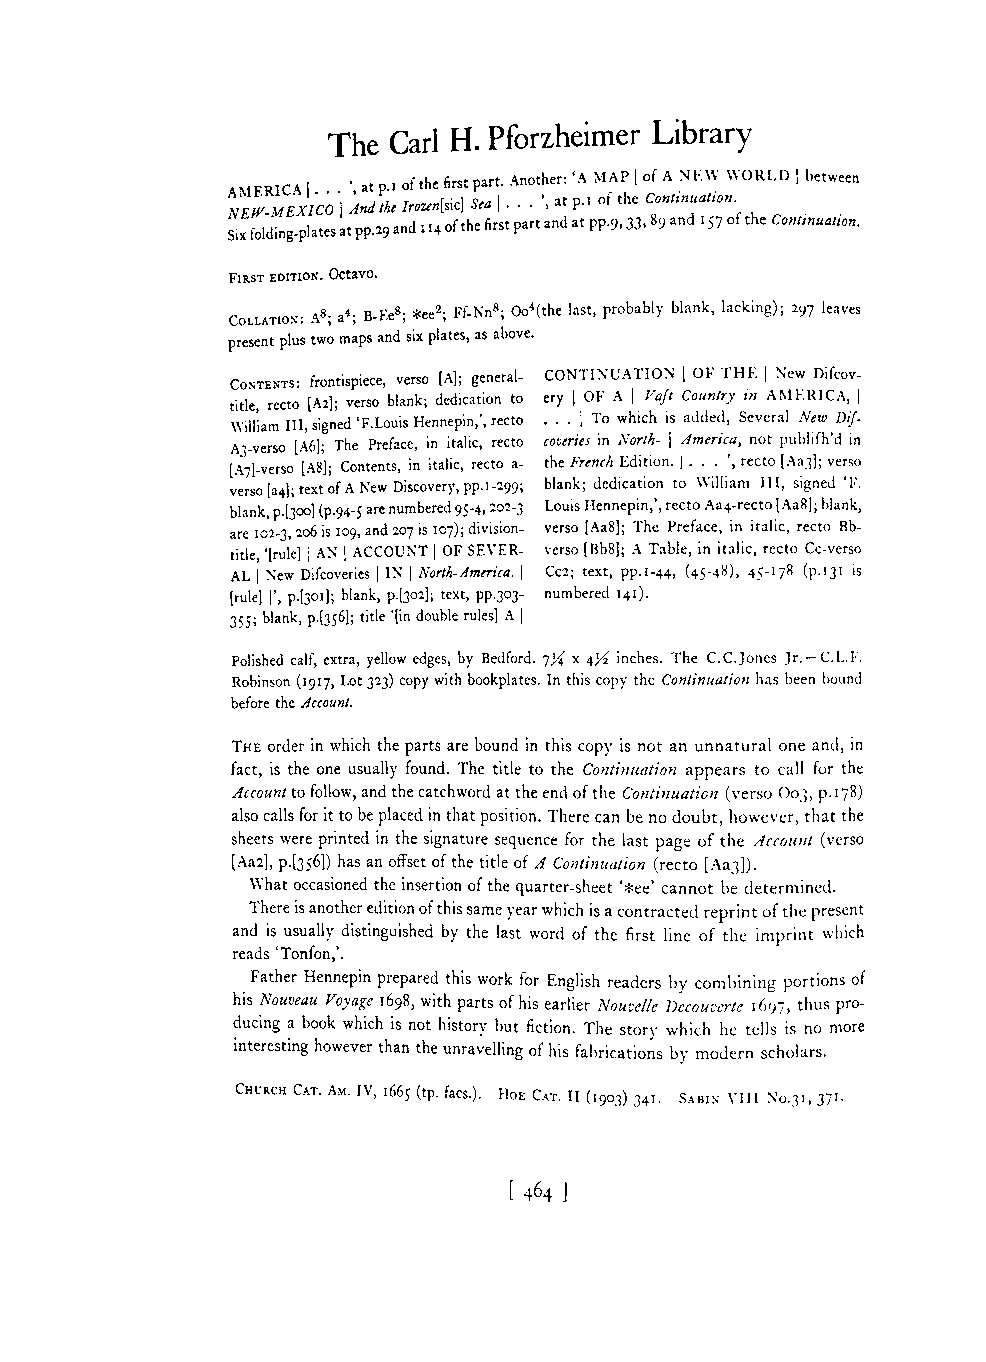 The Carl H. Pforzheimer Library
AMERICA | . . . ', at p.1 of the first part. Another: 'A MAP | of A NEW WORLD | between
NEW-MEXICO | And the Irozen[sic] Sea | . . . ', at p.1 of the Continuation.
Six folding-plates at pp.29 and 114 of the first part and at pp.9, 33, 89 and 157 of the Continuation.
FIRST EDITION. Octavo.
COLLATION: A⁸; a⁴; B-Ee⁸; *ee²; Ff-Nn⁸; Oo⁴(the last, probably blank, lacking); 297 leaves
present plus two maps and six plates, as above.
CONTENTS: frontispiece, verso [A]; general-
title, recto [A2]; verso blank; dedication to
William III, signed 'F.Louis Hennepin,', recto
A3-verso [A6]; The Preface, in italic, recto
[A7]-verso [A8]; Contents, in italic, recto a-
verso [a4]; text of A New Discovery, pp.1-299;
blank, p.[300] (p.94-5 are numbered 95-4, 202-3
are 102-3, 206 is 109, and 207 is 107); division-
title, '[rule] | AN | ACCOUNT | OF SEVER-
AL | New Difcoveries | IN | North-America. |
[rule] |', p.[301]; blank, p.[302]; text, pp.303-
355; blank, p.[356]; title '[in double rules] A |
CONTINUATION | OF THE | New Difcov-
ery | OF A | Vaft Country in AMERICA, |
. . . | To which is added, Several New Dif-
coveries in North- | America, not publifh'd in
the French Edition. | . . . ', recto [Aa3]; verso
blank; dedication to William III, signed 'F.
Louis Hennepin,', recto Aa4-recto [Aa8]; blank,
verso [Aa8]; The Preface, in italic, recto Bb-
verso [Bb8]; A Table, in italic, recto Cc-verso
Cc2; text, pp.1-44, (45-48), 45-178 (p.131 is
numbered 141).
Polished calf, extra, yellow edges, by Bedford. 7¼ x 4½ inches. The C.C.Jones Jr.—C.L.F.
Robinson (1917, Lot 323) copy with bookplates. In this copy the Continuation has been bound
before the Account.
THE order in which the parts are bound in this copy is not an unnatural one and, in
fact, is the one usually found. The title to the Continuation appears to call for the
Account to follow, and the catchword at the end of the Continuation (verso Oo3, p.178)
also calls for it to be placed in that position. There can be no doubt, however, that the
sheets were printed in the signature sequence for the last page of the Account (verso
[Aa2], p.[356]) has an offset of the title of A Continuation (recto [Aa3]).
What occasioned the insertion of the quarter-sheet '*ee' cannot be determined.
There is another edition of this same year which is a contracted reprint of the present
and is usually distinguished by the last word of the first line of the imprint which
reads 'Tonfon,'.
Father Hennepin prepared this work for English readers by combining portions of
his Nouveau Voyage 1698, with parts of his earlier Nouvelle Decouverte 1697, thus pro-
ducing a book which is not history but fiction. The story which he tells is no more
interesting however than the unravelling of his fabrications by modern scholars.
CHURCH CAT. AM. IV, 1665 (tp. facs.). HOE CAT. II (1903) 341. SABIN VIII No.31, 371.
[ 464 ]